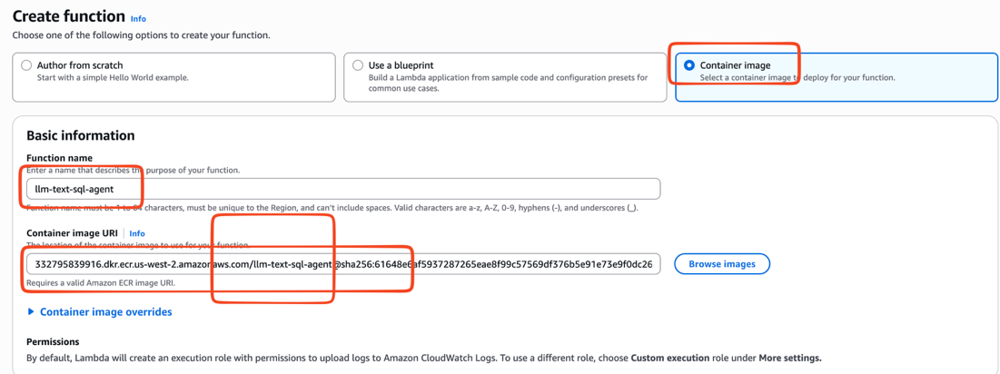 Create function Info
Choose one of the following options to create your function.
Author from scratch
Start with a simple Hello World example.
Use a blueprint
Build a Lambda application from sample code and configuration presets for
common use cases.
Container image
Select a container image to deploy for your function.
Basic information
Function name
Enter a name that describes the purpose of your function.
llm-text-sql-agent
Function name must be 1 to 64 characters, must be unique to the Region, and can't include spaces. Valid characters are a-z, A-Z, 0-9, hyphens (-), and underscores (_).
Container image URI Info
The location of the container image to use for your function.
332795839916.dkr.ecr.us-west-2.amazonaws.com/llm-text-sql-agent@sha256:61648e6af5937287265eae8f99c57569df376b5e91e73e9f0dc26
Browse images
Requires a valid Amazon ECR image URI.
Container image overrides
Permissions
By default, Lambda will create an execution role with permissions to upload logs to Amazon CloudWatch Logs. To use a different role, choose Custom execution role under More settings.